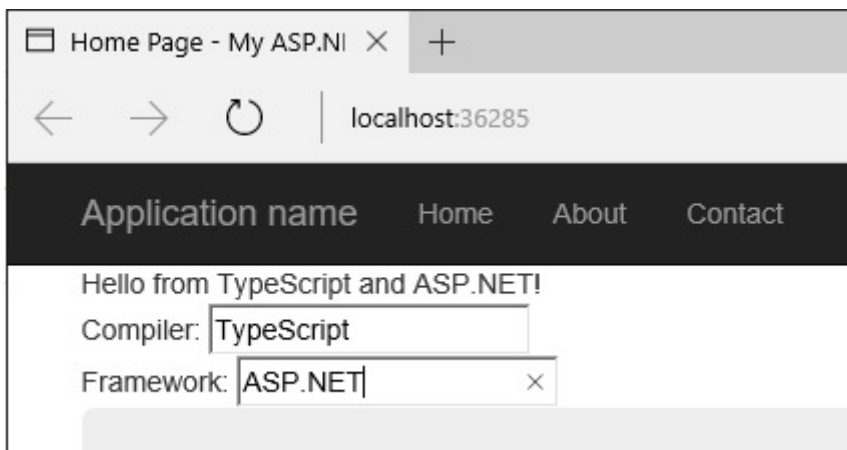 Home Page - My ASP.NI
localhost:36285
Application name Home About Contact
Hello from TypeScript and ASP.NET!
Compiler: TypeScript
Framework: ASP.NET